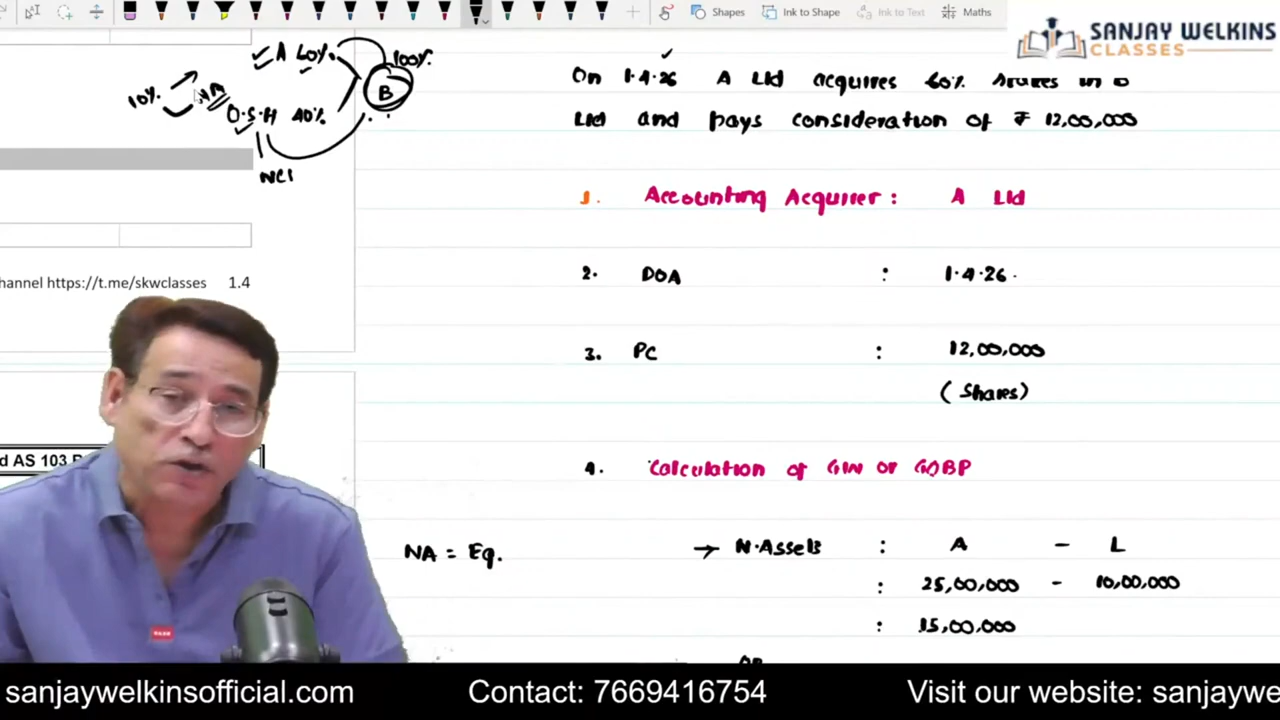 Shapes Ink to Shape Ink to Text Maths
SANJAY WELKINS
CLASSES
A 60%. 100%.
B
10%. NA
O.S.H 40%
NCI
On 1.4.26 A Ltd acquires 60% shares in B
Ltd and pays consideration of ₹ 12,00,000
1. Accounting Acquirer : A Ltd
2. DOA : 1.4.26.
hannel https://t.me/skwclasses 1.4
3. PC : 12,00,000
(Shares)
d AS 103 B
4. Calculation of GW or GOBP
NA = Eq. → N.Assets : A - L
: 25,00,000 - 10,00,000
: 15,00,000
sanjaywelkinsofficial.com Contact: 7669416754 Visit our website: sanjaywe